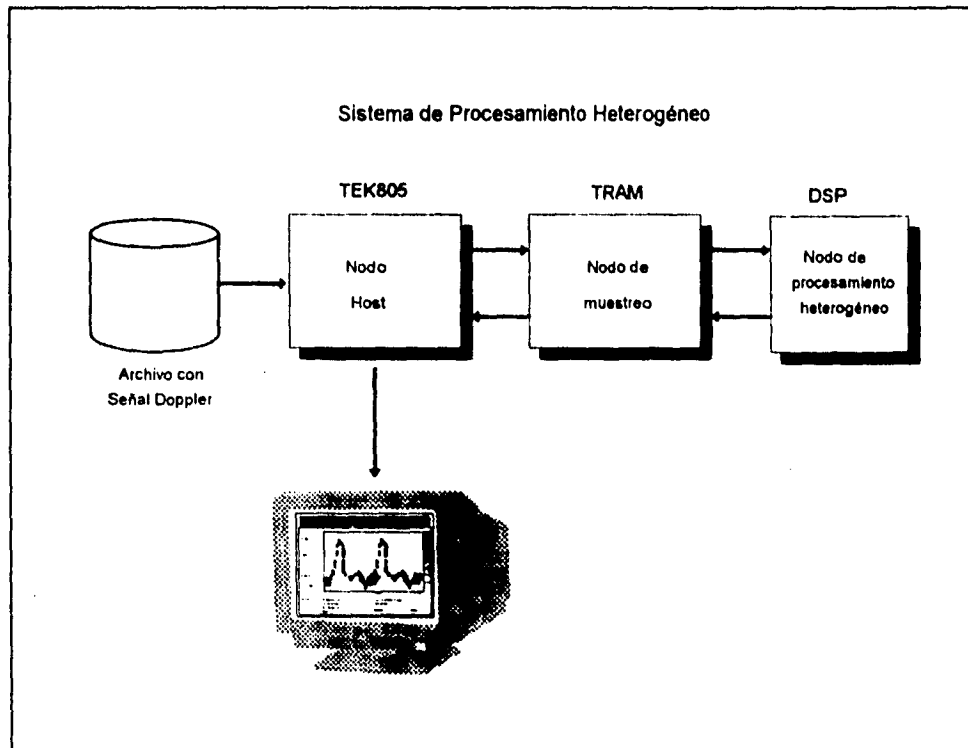 Sistema de Procesamiento Heterogéneo
TEK805
TRAM
DSP
Nodo
Host
Nodo de
muestreo
Nodo de
procesamiento
heterogéneo
Archivo con
Señal Doppler